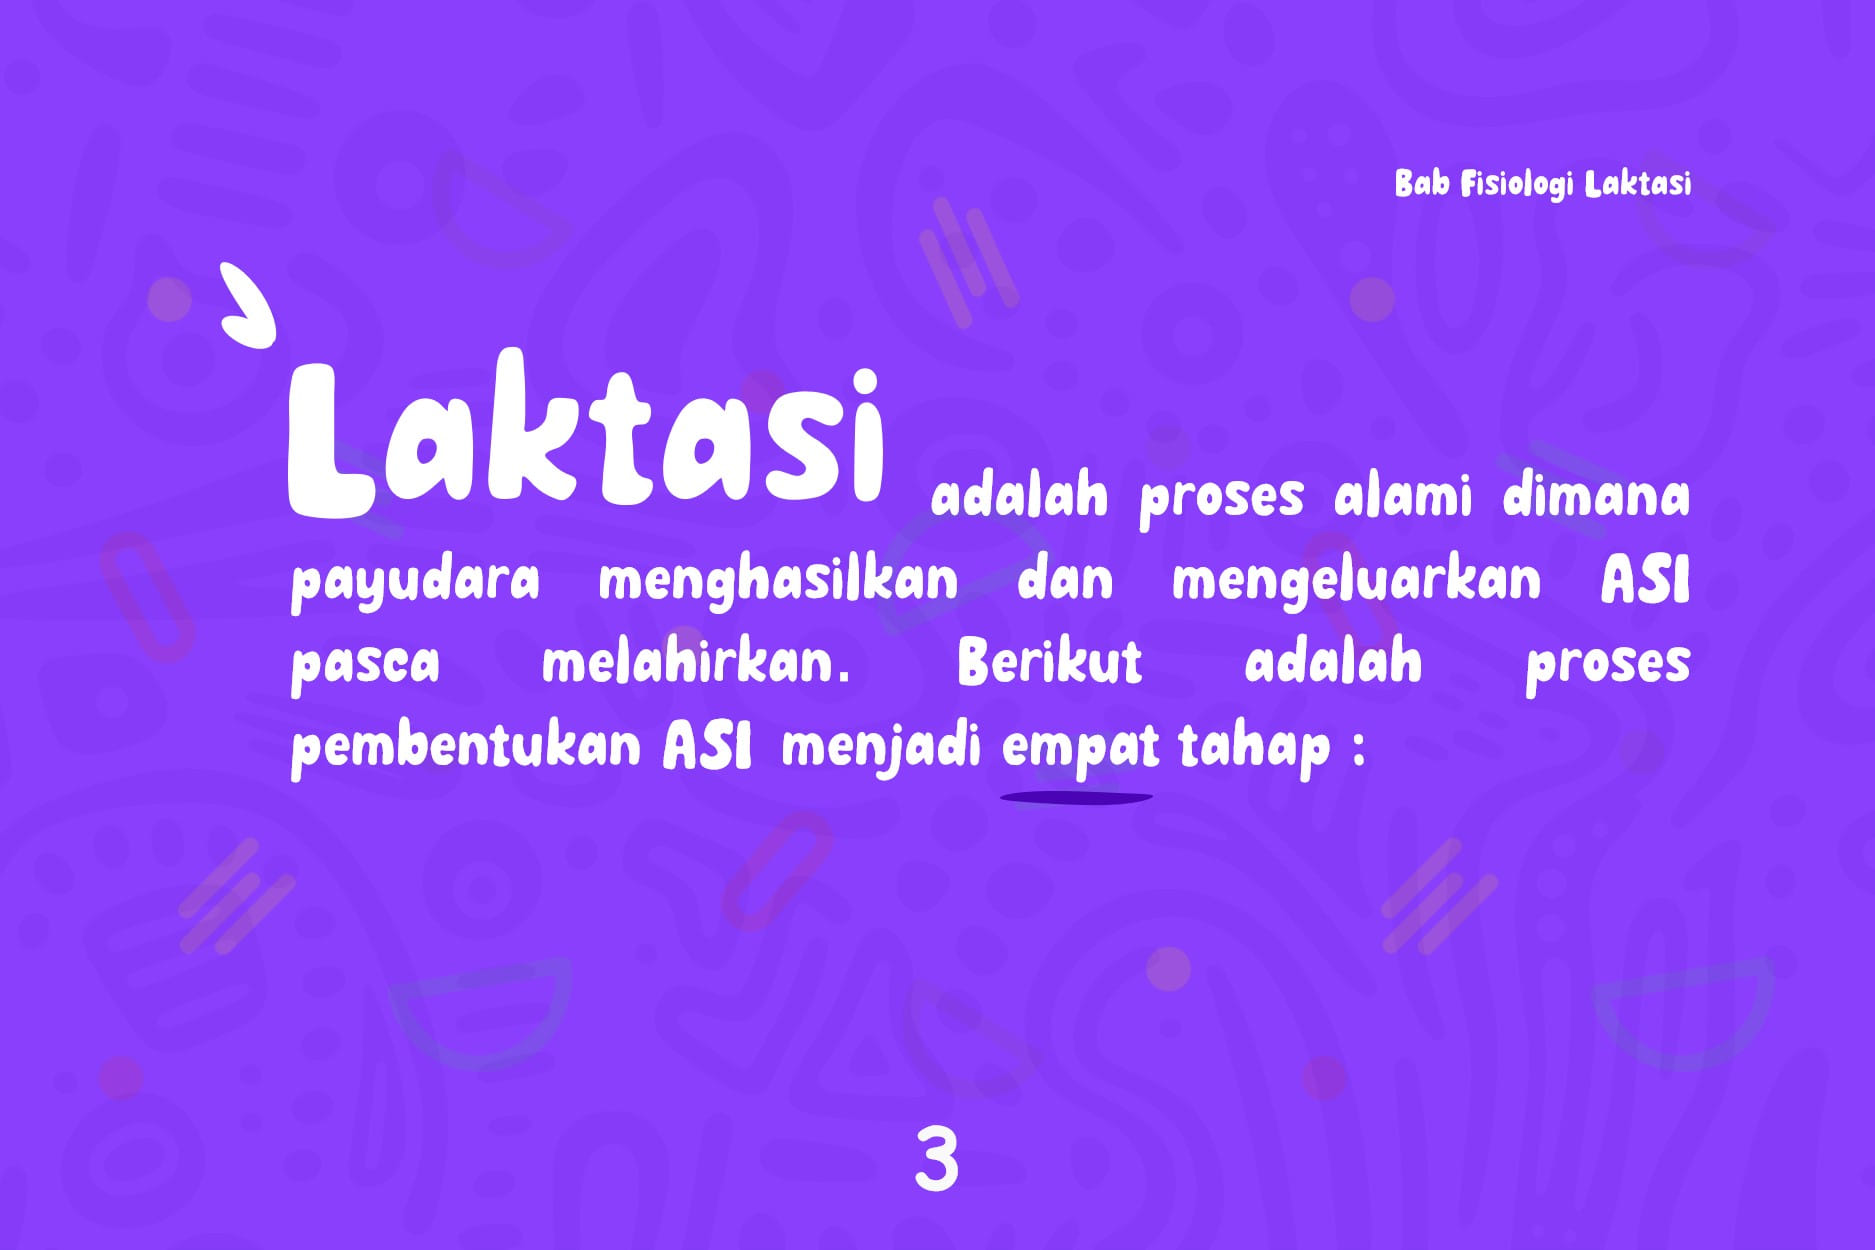 Bab Fisiologi Laktasi
Laktasi adalah proses alami dimana
payudara menghasilkan dan mengeluarkan ASI
pasca melahirkan. Berikut adalah proses
pembentukan ASI menjadi empat tahap :
3